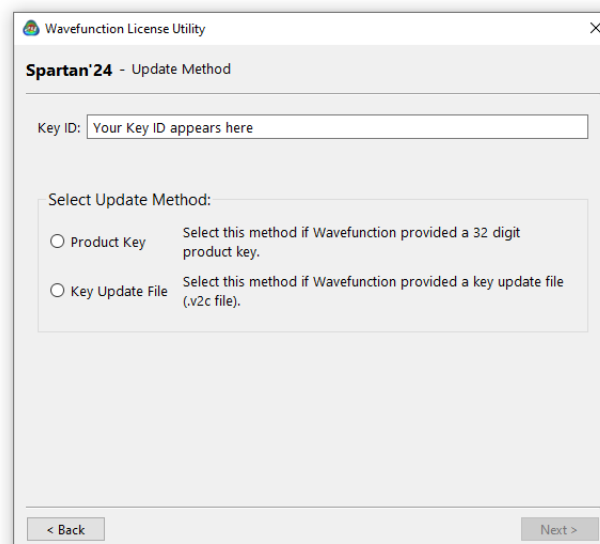 Wavefunction License Utility
Spartan'24 - Update Method
Key ID: Your Key ID appears here
Select Update Method:
Product Key
Select this method if Wavefunction provided a 32 digit
product key.
Key Update File
Select this method if Wavefunction provided a key update file
(.v2c file).
< Back
Next >